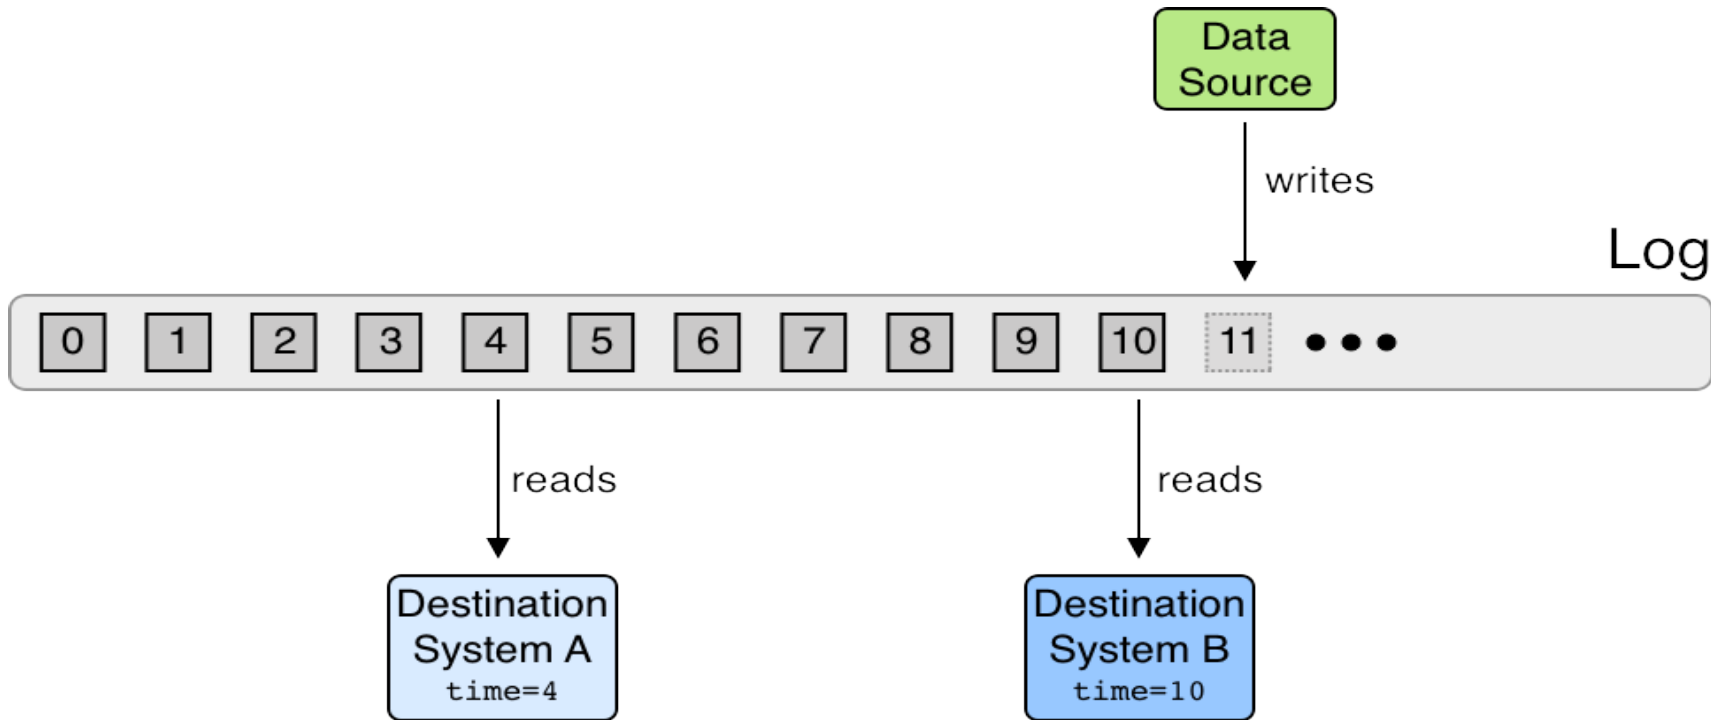 Data
Source
writes
Log
0 1 2 3 4 5 6 7 8 9 10 11
reads
reads
Destination
System A
time=4
Destination
System B
time=10